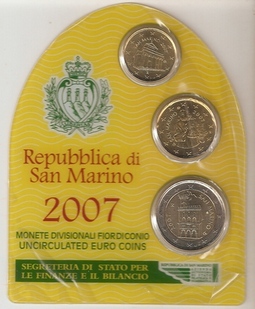 Repubblica di
San Marino
2007
MONETE DIVISIONALI FIOR DI CONIO
UNCIRCULATED EURO COINS
SEGRETERIA DI STATO PER
LE FINANZE E IL BILANCIO